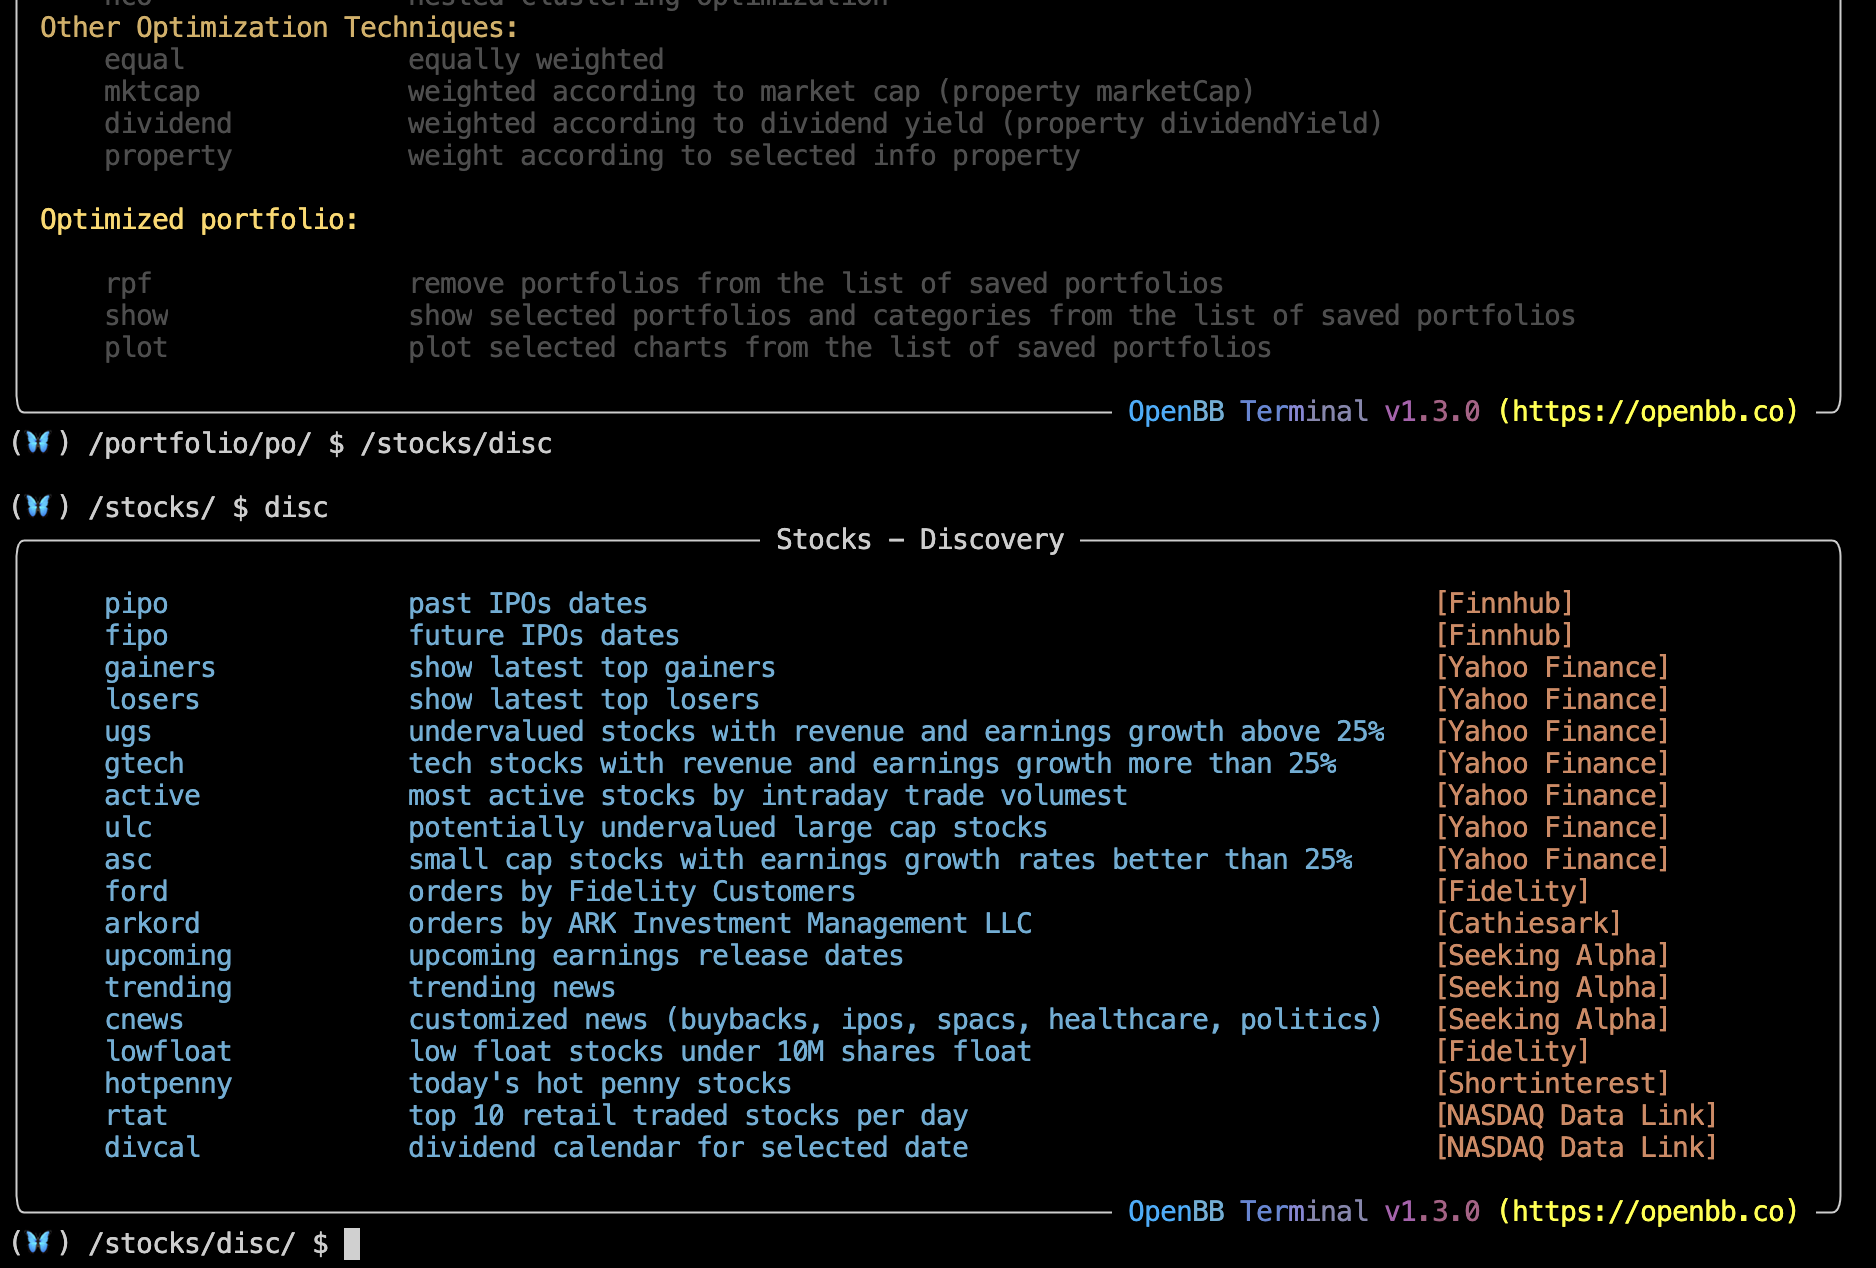 nco nested clustering optimization
Other Optimization Techniques:
equal equally weighted
mktcap weighted according to market cap (property marketCap)
dividend weighted according to dividend yield (property dividendYield)
property weight according to selected info property
Optimized portfolio:
rpf remove portfolios from the list of saved portfolios
show show selected portfolios and categories from the list of saved portfolios
plot plot selected charts from the list of saved portfolios
OpenBB Terminal v1.3.0 (https://openbb.co)
(🦋) /portfolio/po/ $ /stocks/disc
(🦋) /stocks/ $ disc
Stocks - Discovery
pipo past IPOs dates [Finnhub]
fipo future IPOs dates [Finnhub]
gainers show latest top gainers [Yahoo Finance]
losers show latest top losers [Yahoo Finance]
ugs undervalued stocks with revenue and earnings growth above 25% [Yahoo Finance]
gtech tech stocks with revenue and earnings growth more than 25% [Yahoo Finance]
active most active stocks by intraday trade volumest [Yahoo Finance]
ulc potentially undervalued large cap stocks [Yahoo Finance]
asc small cap stocks with earnings growth rates better than 25% [Yahoo Finance]
ford orders by Fidelity Customers [Fidelity]
arkord orders by ARK Investment Management LLC [Cathiesark]
upcoming upcoming earnings release dates [Seeking Alpha]
trending trending news [Seeking Alpha]
cnews customized news (buybacks, ipos, spacs, healthcare, politics) [Seeking Alpha]
lowfloat low float stocks under 10M shares float [Fidelity]
hotpenny today's hot penny stocks [Shortinterest]
rtat top 10 retail traded stocks per day [NASDAQ Data Link]
divcal dividend calendar for selected date [NASDAQ Data Link]
OpenBB Terminal v1.3.0 (https://openbb.co)
(🦋) /stocks/disc/ $